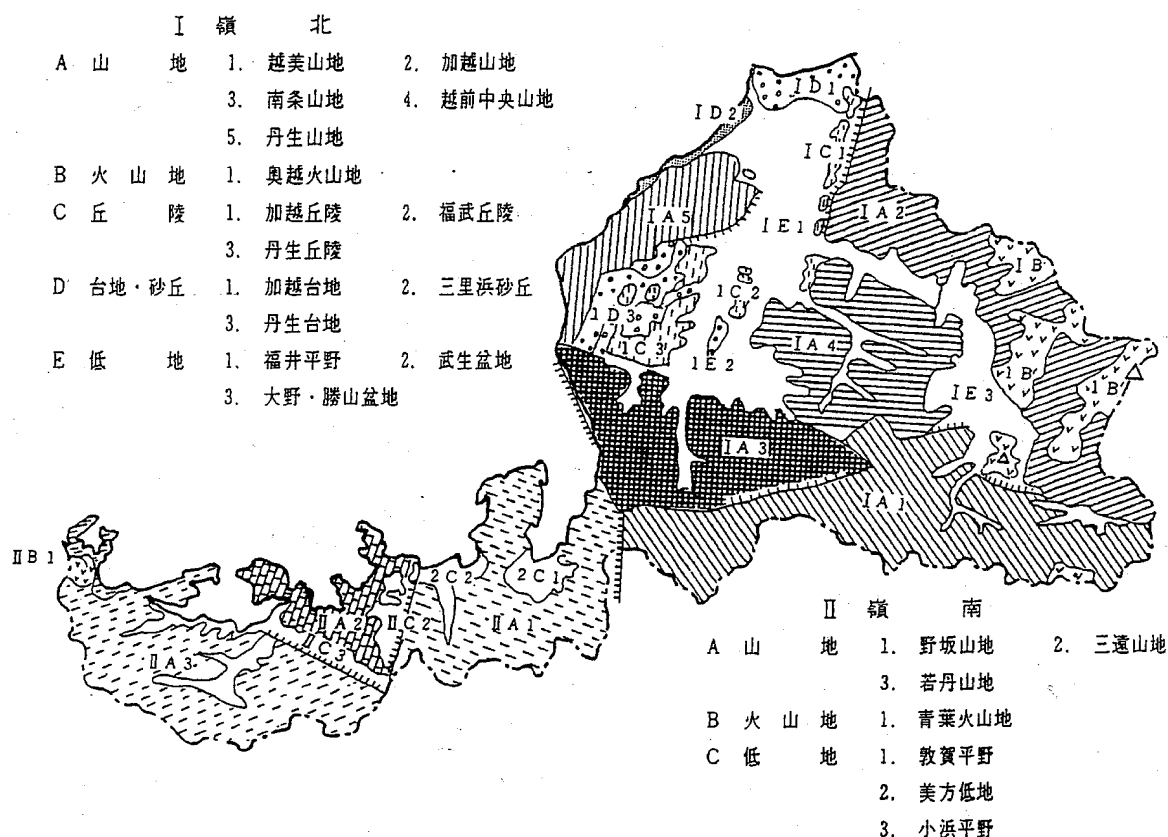 Ⅰ 嶺 北
A 山 地 1. 越美山地 2. 加越山地
3. 南条山地 4. 越前中央山地
5. 丹生山地
B 火 山 地 1. 奥越火山地
C 丘 陵 1. 加越丘陵 2. 福武丘陵
3. 丹生丘陵
D 台地・砂丘 1. 加越台地 2. 三里浜砂丘
3. 丹生台地
E 低 地 1. 福井平野 2. 武生盆地
3. 大野・勝山盆地
ⅠD1
ⅠD2
ⅠC1
ⅠA5
ⅠA2
ⅠE1
ⅠB
1C2
1D3
1C3
1E2
ⅠA4
1B
1B
ⅠE3
ⅠA3
ⅠA1
ⅡB1
2C2
2C1
ⅡA2
ⅡC2
ⅡA1
ⅡC3
ⅡA3
Ⅱ 嶺 南
A 山 地 1. 野坂山地 2. 三遠山地
3. 若丹山地
B 火 山 地 1. 青葉火山地
C 低 地 1. 敦賀平野
2. 美方低地
3. 小浜平野